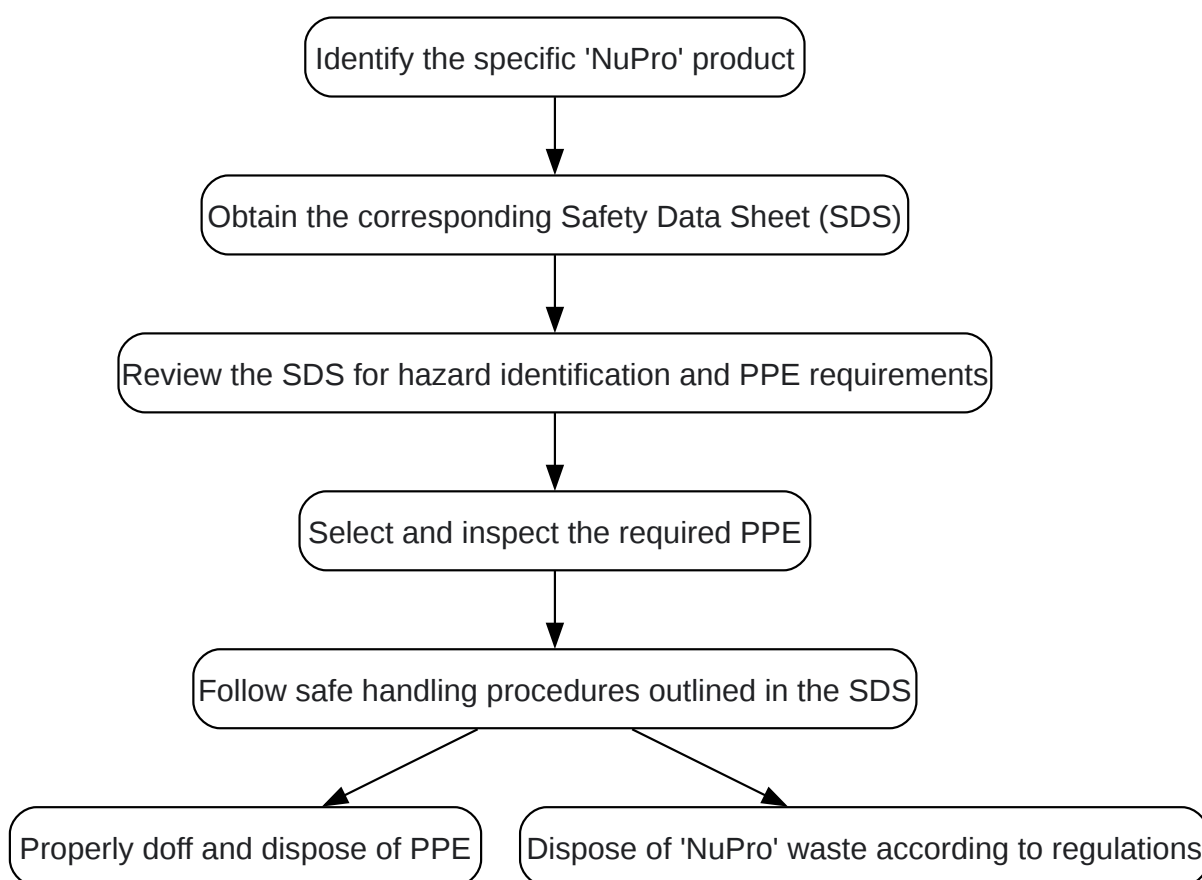 Identify the specific 'NuPro' product
Obtain the corresponding Safety Data Sheet (SDS)
Review the SDS for hazard identification and PPE requirements
Select and inspect the required PPE
Follow safe handling procedures outlined in the SDS
Properly doff and dispose of PPE
Dispose of 'NuPro' waste according to regulations